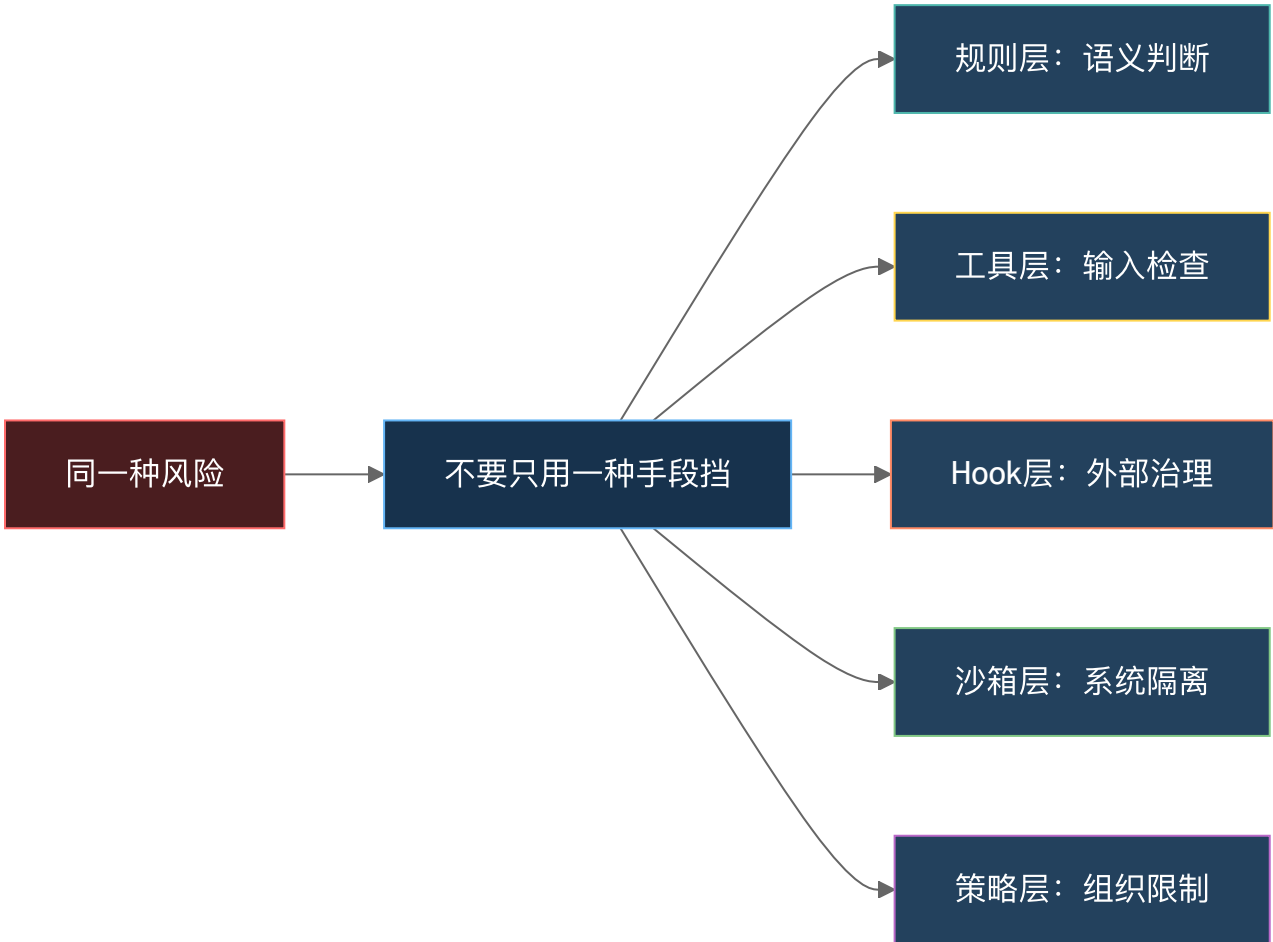 规则层：语义判断
工具层：输入检查
同一种风险
不要只用一种手段挡
Hook层：外部治理
沙箱层：系统隔离
策略层：组织限制